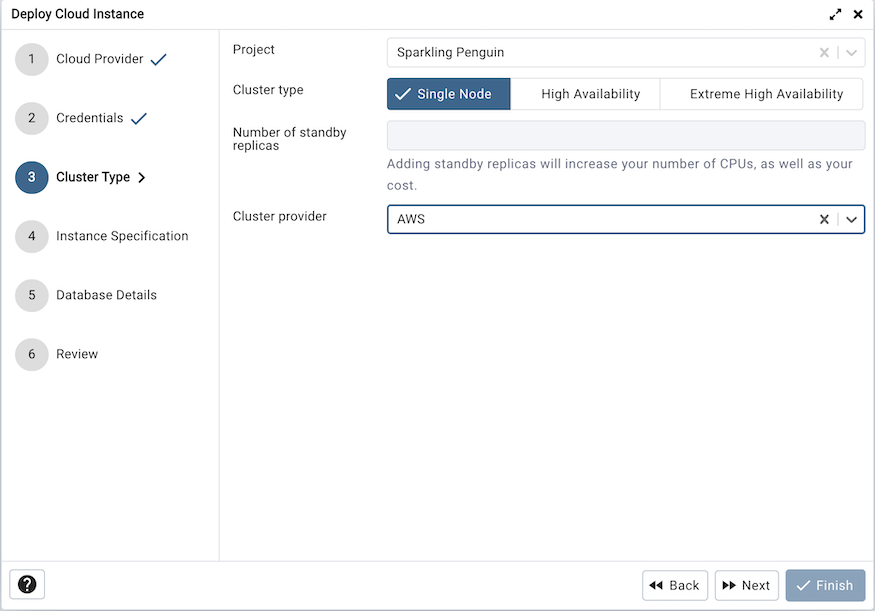 Deploy Cloud Instance
1 Cloud Provider
2 Credentials
3 Cluster Type
4 Instance Specification
5 Database Details
6 Review
Project
Sparkling Penguin
Cluster type
Single Node
High Availability
Extreme High Availability
Number of standby
replicas
Adding standby replicas will increase your number of CPUs, as well as your
cost.
Cluster provider
AWS
?
Back
Next
Finish